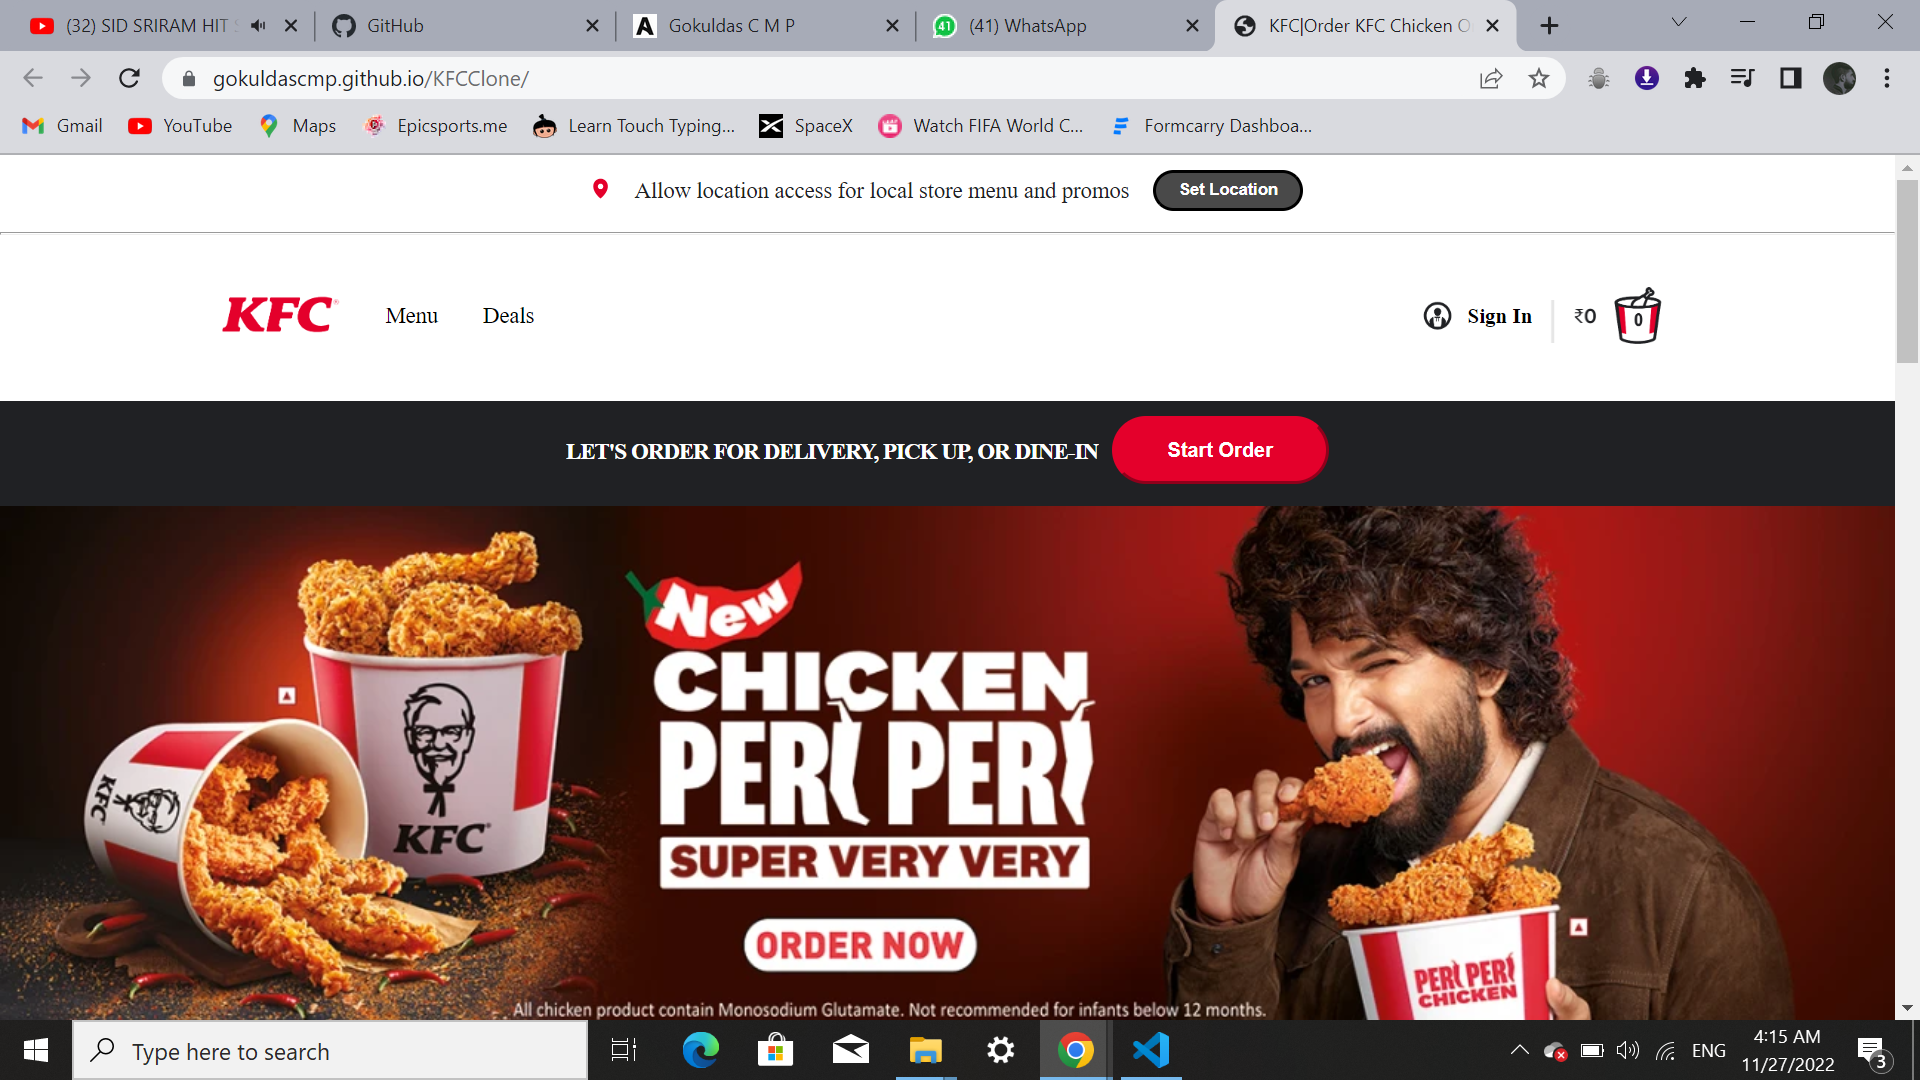 (32) SID SRIRAM HIT S
GitHub
Gokuldas C M P
(41) WhatsApp
KFC|Order KFC Chicken O
gokuldascmp.github.io/KFCClone/
Gmail
YouTube
Maps
Epicsports.me
Learn Touch Typing...
SpaceX
Watch FIFA World C...
Formcarry Dashboa...
Allow location access for local store menu and promos
Set Location
KFC
Menu
Deals
Sign In
₹0
0
LET'S ORDER FOR DELIVERY, PICK UP, OR DINE-IN
Start Order
New
CHICKEN
PERI PERI
SUPER VERY VERY
ORDER NOW
KFC
KFC
PERI PERI
CHICKEN
All chicken product contain Monosodium Glutamate. Not recommended for infants below 12 months.
Type here to search
ENG
4:15 AM
11/27/2022
3